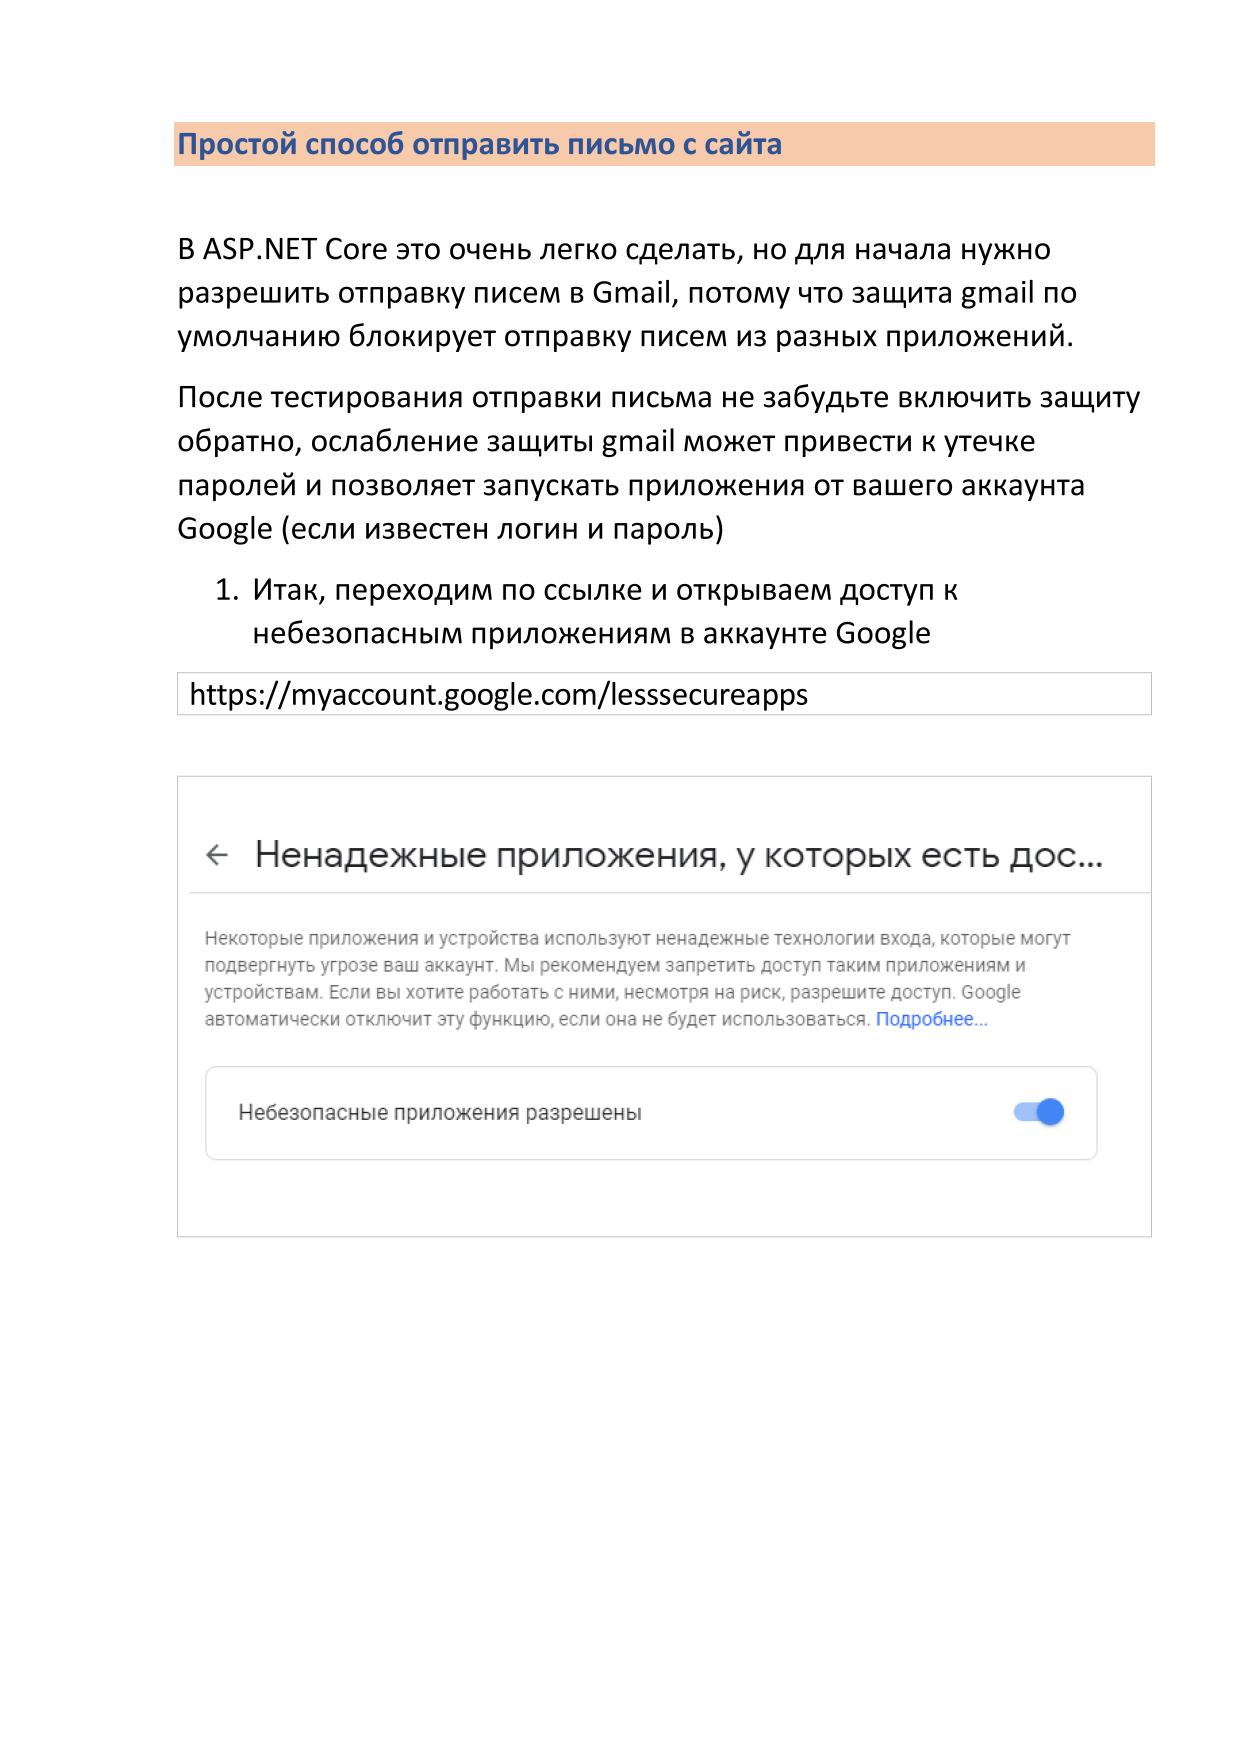 Простой способ отправить письмо с сайта
В ASP.NET Core это очень легко сделать, но для начала нужно
разрешить отправку писем в Gmail, потому что защита gmail по
умолчанию блокирует отправку писем из разных приложений.
После тестирования отправки письма не забудьте включить защиту
обратно, ослабление защиты gmail может привести к утечке
паролей и позволяет запускать приложения от вашего аккаунта
Google (если известен логин и пароль)
1. Итак, переходим по ссылке и открываем доступ к
небезопасным приложениям в аккаунте Google
https://myaccount.google.com/lesssecureapps
← Ненадежные приложения, у которых есть дос...
Некоторые приложения и устройства используют ненадежные технологии входа, которые могут
подвергнуть угрозе ваш аккаунт. Мы рекомендуем запретить доступ таким приложениям и
устройствам. Если вы хотите работать с ними, несмотря на риск, разрешите доступ. Google
автоматически отключит эту функцию, если она не будет использоваться. Подробнее...
Небезопасные приложения разрешены